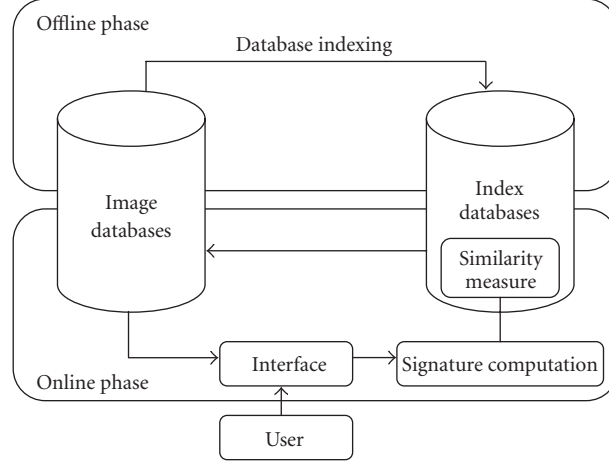 Offline phase
Database indexing
Image
databases
Index
databases
Similarity
measure
Interface
Signature computation
Online phase
User